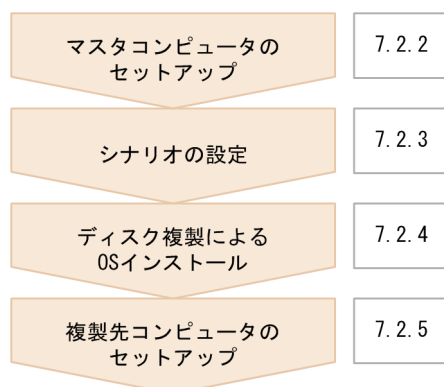 マスタコンピュータの
セットアップ
7.2.2
シナリオの設定
7.2.3
ディスク複製による
OSインストール
7.2.4
複製先コンピュータの
セットアップ
7.2.5